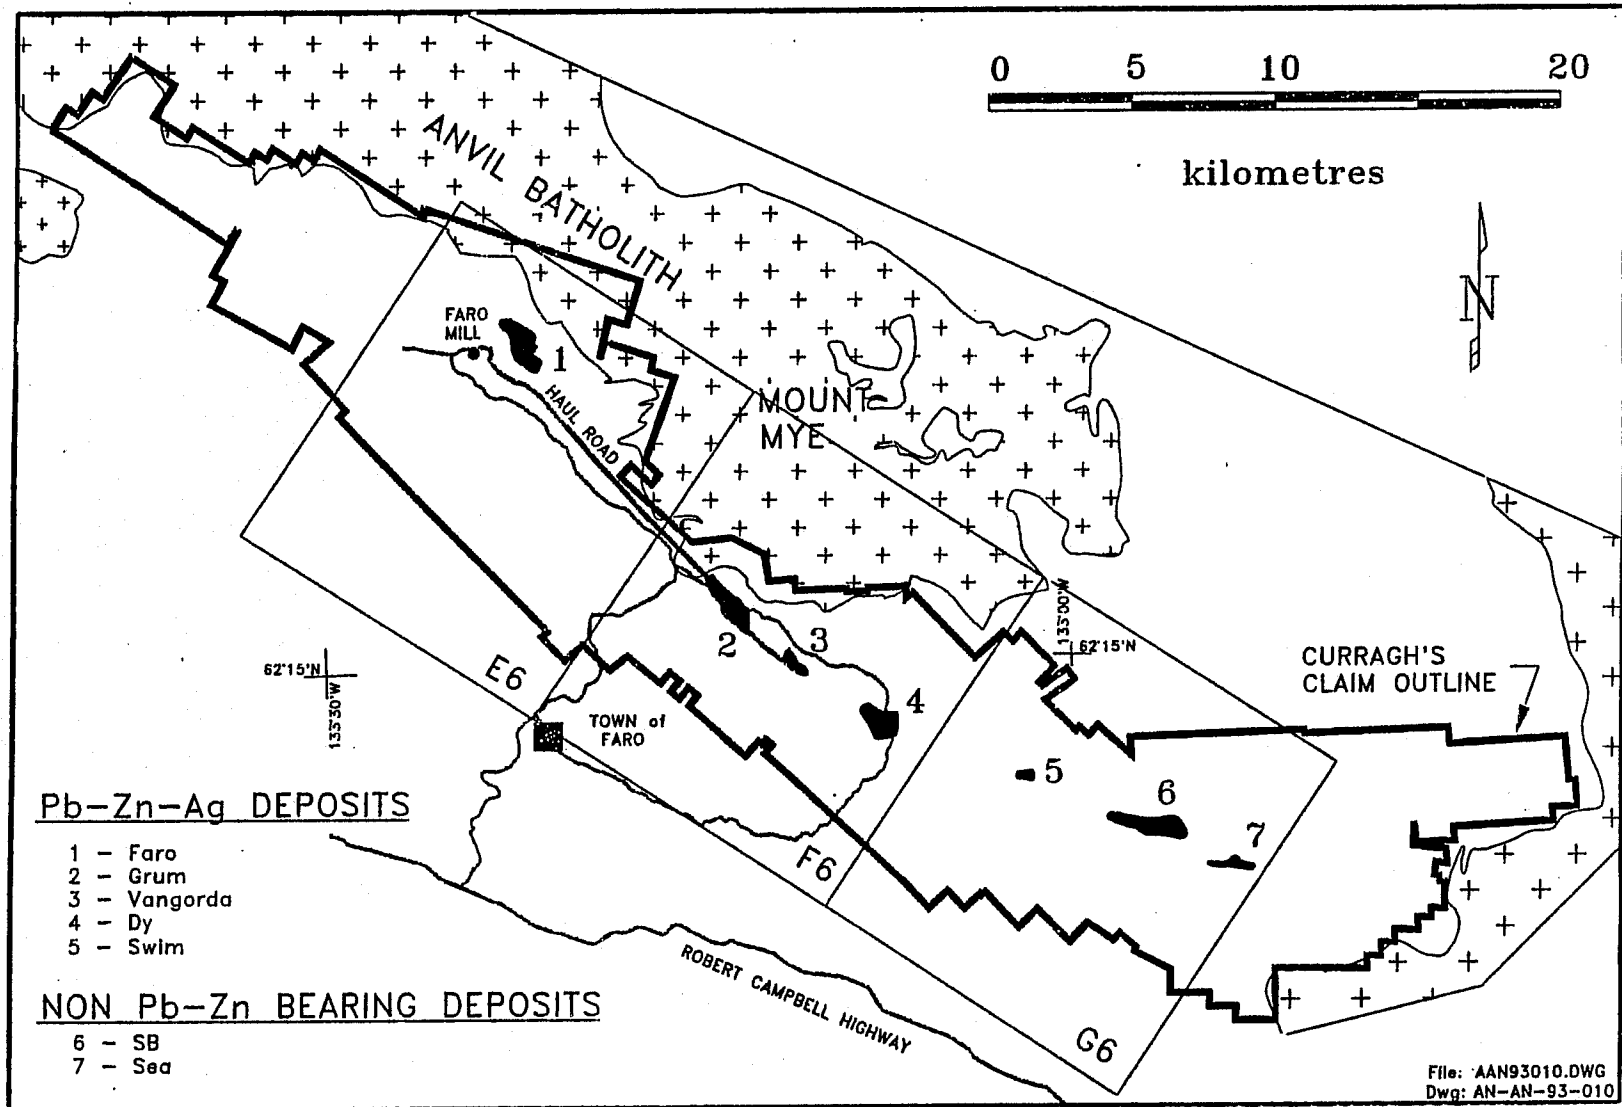 0 5 10 20
kilometres
N
ANVIL BATHOLITH
FARO
MILL
1
HAUL ROAD
MOUNT
MYE
2
3
4
5
6
7
133°00'W
62°15'N
62°15'N
133°30'W
E6
F6
G6
TOWN of
FARO
CURRAGH'S
CLAIM OUTLINE
ROBERT CAMPBELL HIGHWAY
Pb-Zn-Ag DEPOSITS
1 - Faro
2 - Grum
3 - Vangorda
4 - Dy
5 - Swim
NON Pb-Zn BEARING DEPOSITS
6 - SB
7 - Sea
File: AAN93010.DWG
Dwg: AN-AN-93-010